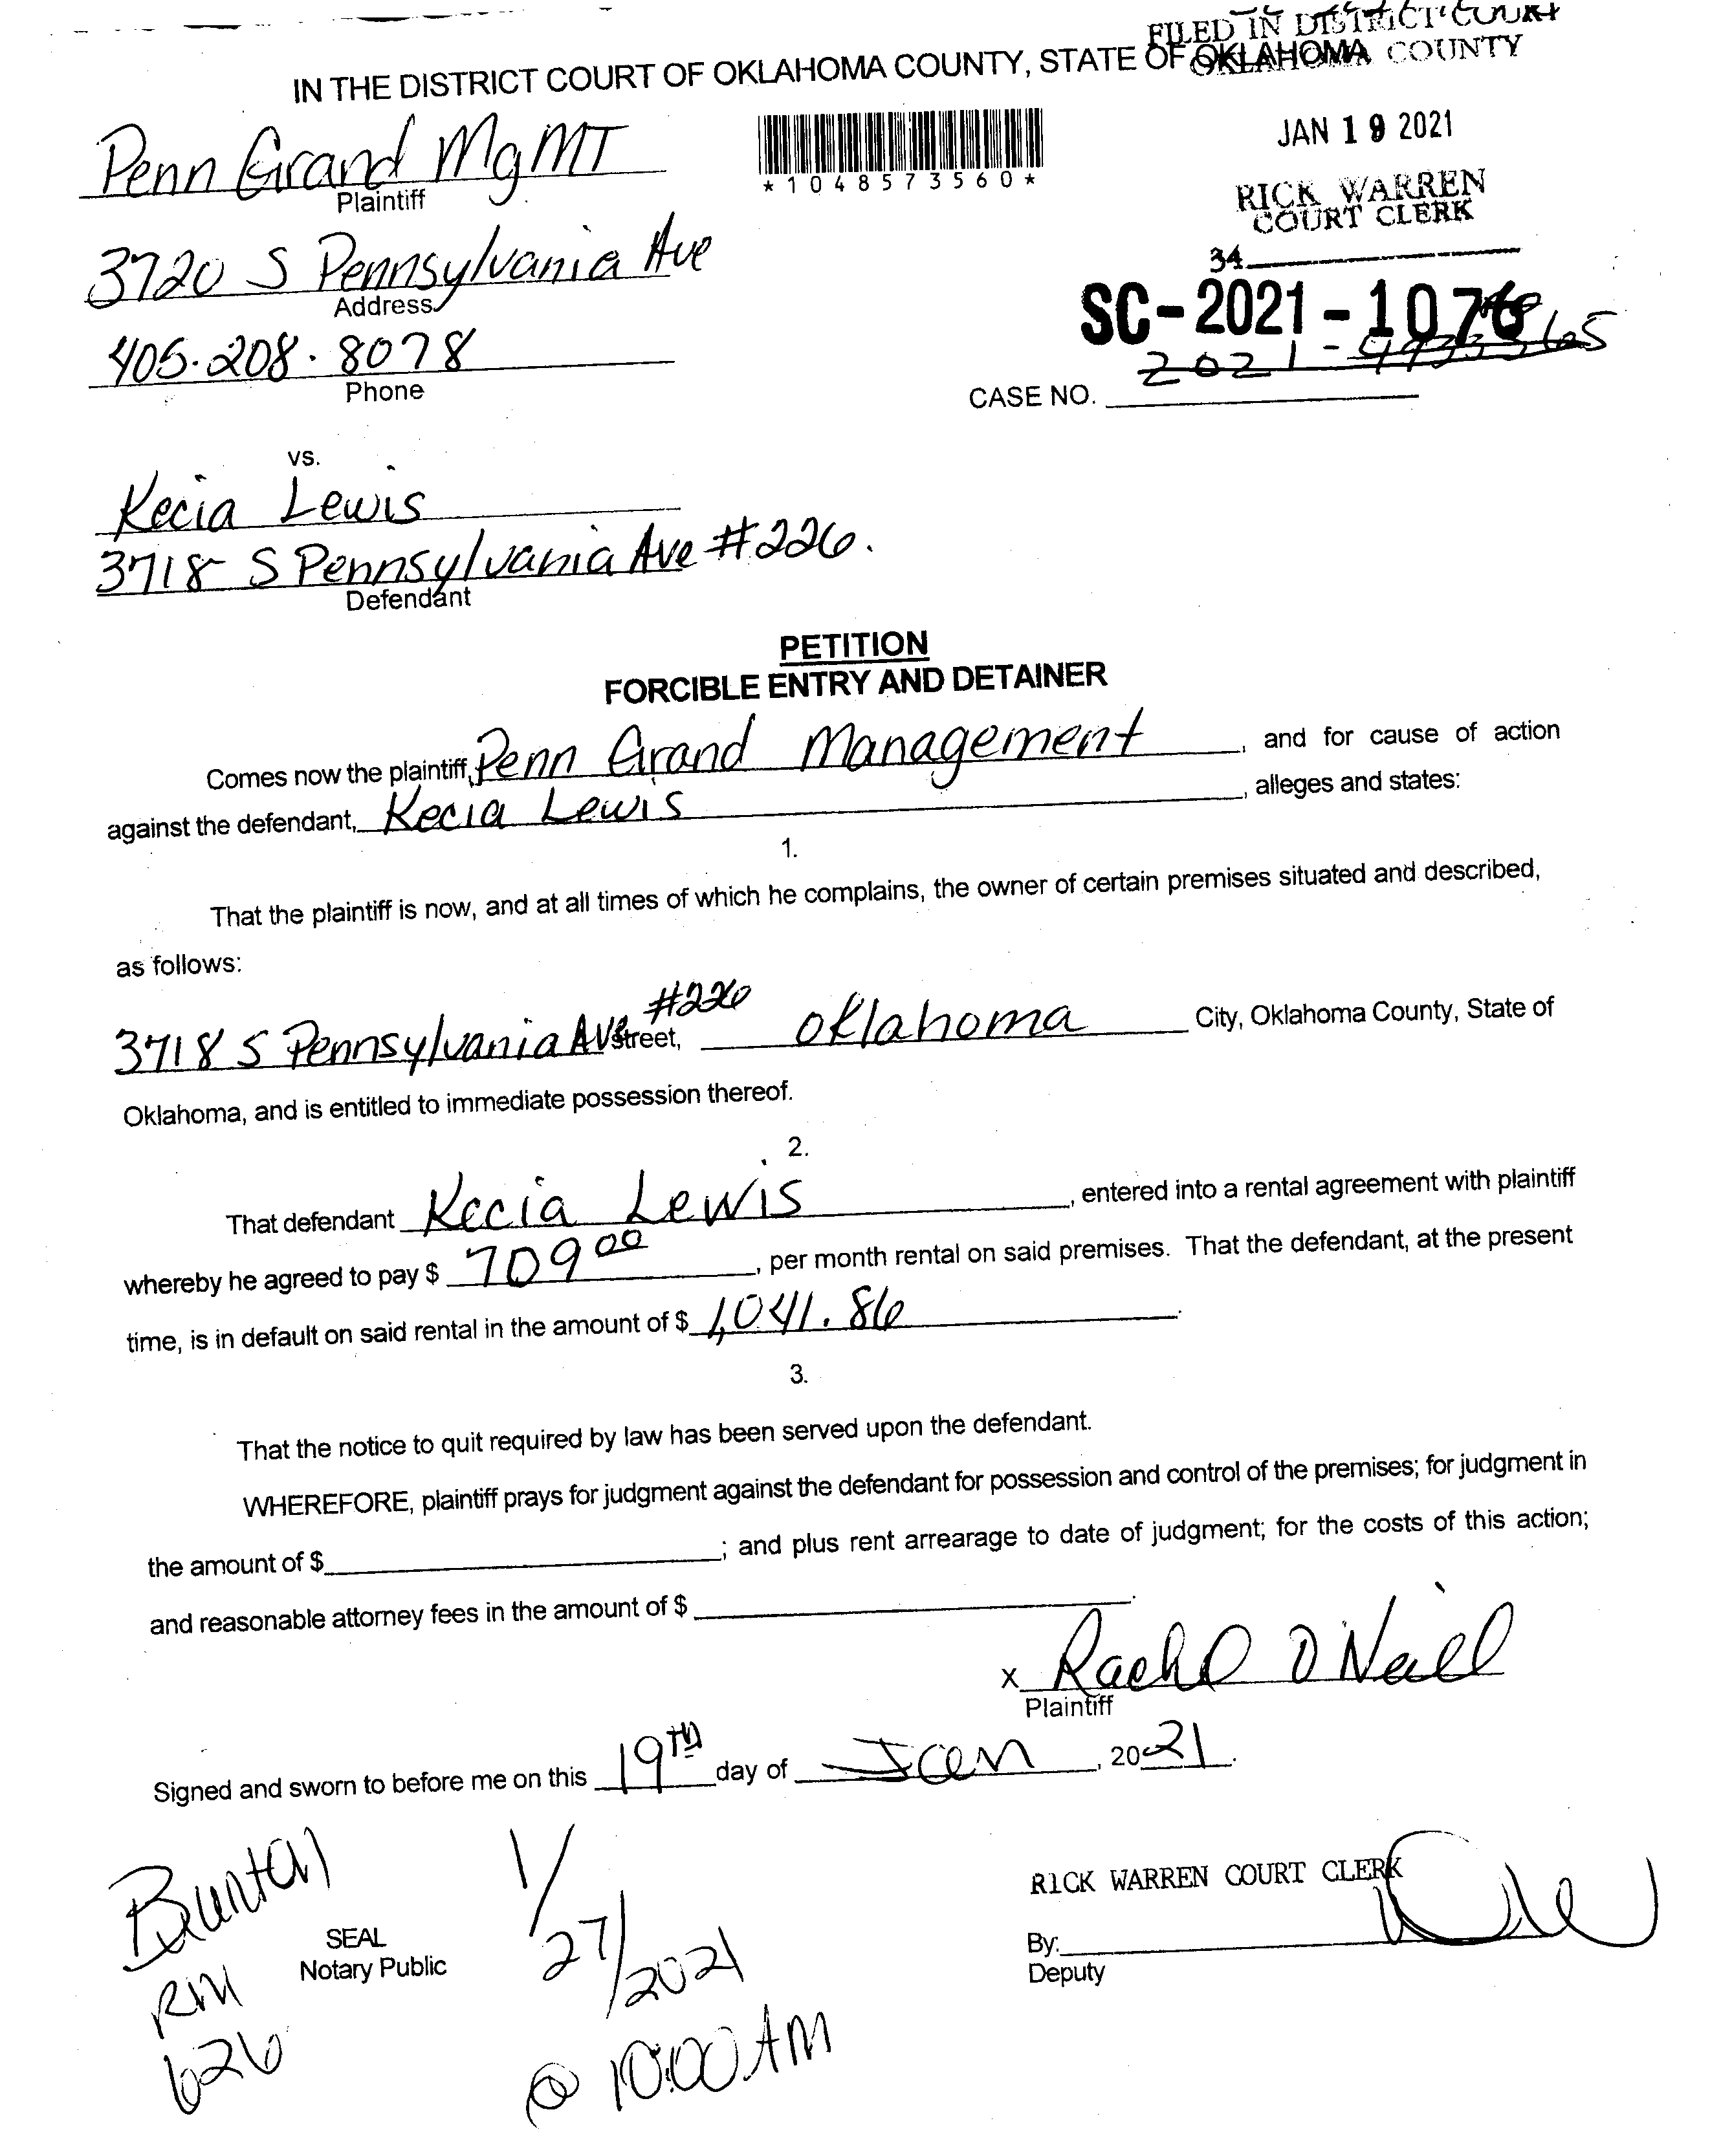 FILED IN DISTRICT COURT
OKLAHOMA COUNTY
IN THE DISTRICT COURT OF OKLAHOMA COUNTY, STATE OF OKLAHOMA
JAN 19 2021
RICK WARREN
COURT CLERK
34
Penn Grand MgMT
Plaintiff
*1048573560*
3720 S Pennsylvania Ave
Address
SC-2021-1076
405.208.8078
Phone
2021-
CASE NO.
vs.
Kecia Lewis
3718 S Pennsylvania Ave #226.
Defendant
PETITION
FORCIBLE ENTRY AND DETAINER
Comes now the plaintiff, Penn Grand Management, and for cause of action
against the defendant, Kecia Lewis, alleges and states:
1.
That the plaintiff is now, and at all times of which he complains, the owner of certain premises situated and described,
as follows:
3718 S Pennsylvania Ave #226 Street, Oklahoma City, Oklahoma County, State of
Oklahoma, and is entitled to immediate possession thereof.
2.
That defendant Kecia Lewis, entered into a rental agreement with plaintiff
whereby he agreed to pay $ 709 00, per month rental on said premises. That the defendant, at the present
time, is in default on said rental in the amount of $ 1,041.86.
3.
That the notice to quit required by law has been served upon the defendant.
WHEREFORE, plaintiff prays for judgment against the defendant for possession and control of the premises; for judgment in
the amount of $; and plus rent arrearage to date of judgment; for the costs of this action;
and reasonable attorney fees in the amount of $.
x Rachel O'Neill
Plaintiff
Signed and sworn to before me on this 19TH day of Jan, 2021.
Bunton
RM
626
SEAL
Notary Public
1/27/2021
@ 10:00 AM
RICK WARREN COURT CLERK
By:
Deputy